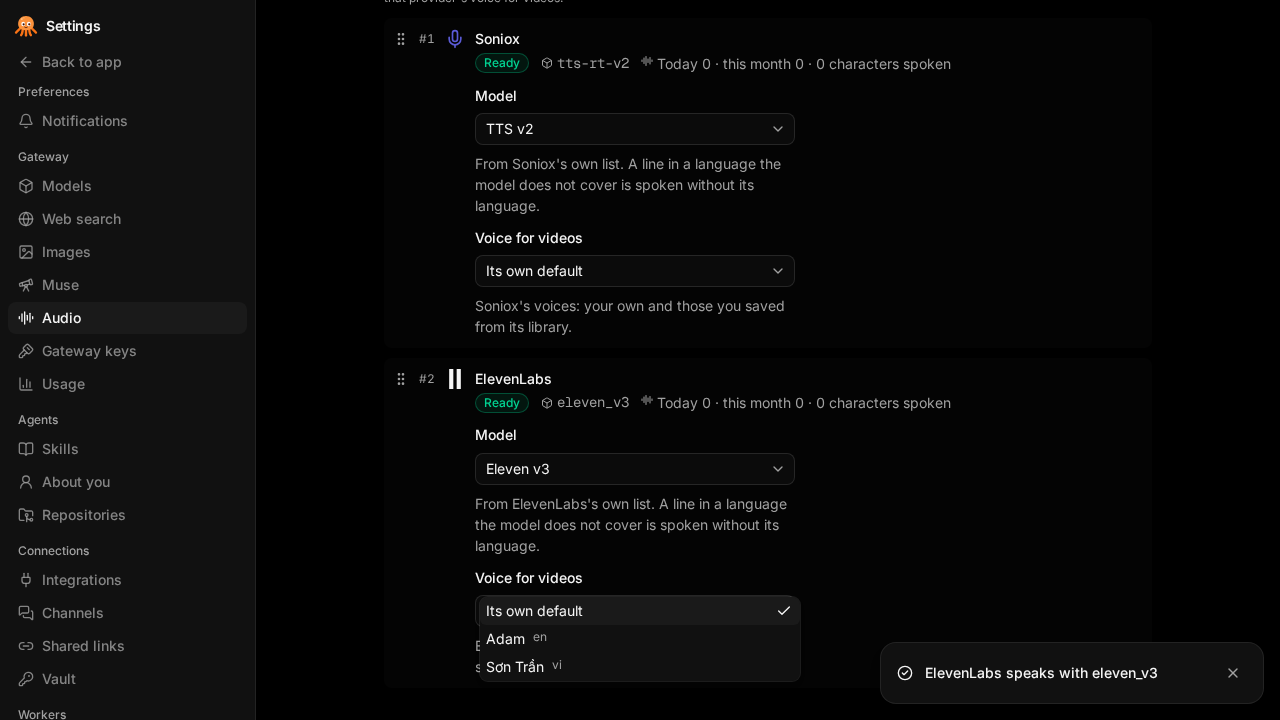 Settings
Back to app
Preferences
Notifications
Gateway
Models
Web search
Images
Muse
Audio
Gateway keys
Usage
Agents
Skills
About you
Repositories
Connections
Integrations
Channels
Shared links
Vault
Workers
that provider's voice for videos.
#1 Soniox
Ready tts-rt-v2 Today 0 · this month 0 · 0 characters spoken
Model
TTS v2
From Soniox's own list. A line in a language the
model does not cover is spoken without its
language.
Voice for videos
Its own default
Soniox's voices: your own and those you saved
from its library.
#2 ElevenLabs
Ready eleven_v3 Today 0 · this month 0 · 0 characters spoken
Model
Eleven v3
From ElevenLabs's own list. A line in a language
the model does not cover is spoken without its
language.
Voice for videos
Its own default
Adam en
Sơn Trần vi
ElevenLabs speaks with eleven_v3